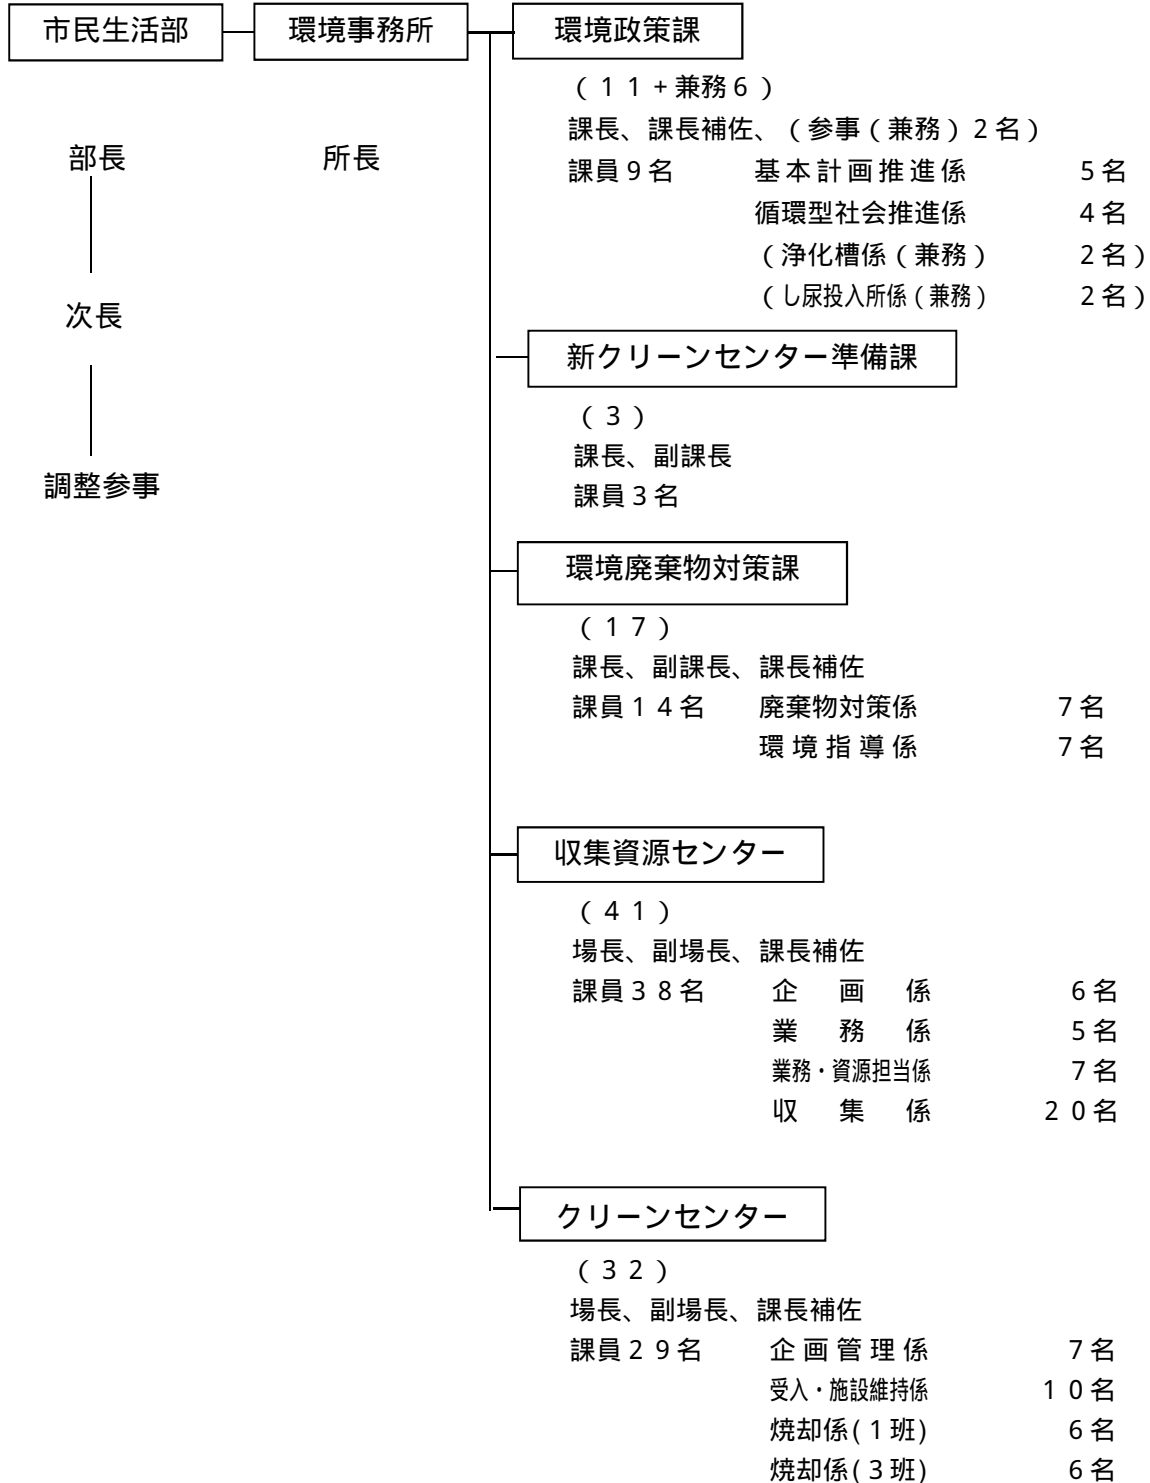 市民生活部
環境事務所
環境政策課
(11+兼務6)
部長
次長
調整参事
所長
課長、課長補佐、(参事(兼務)2名)
課員9名 基本計画推進係 5名
循環型社会推進係 4名
(浄化槽係(兼務) 2名)
(し尿投入所係(兼務) 2名)
新クリーンセンター準備課
(3)
課長、副課長
課員3名
環境廃棄物対策課
(17)
課長、副課長、課長補佐
課員14名 廃棄物対策係 7名
環境指導係 7名
収集資源センター
(41)
場長、副場長、課長補佐
課員38名 企画係 6名
業務係 5名
業務・資源担当係 7名
収集係 20名
クリーンセンター
(32)
場長、副場長、課長補佐
課員29名 企画管理係 7名
受入・施設維持係 10名
焼却係(1班) 6名
焼却係(3班) 6名